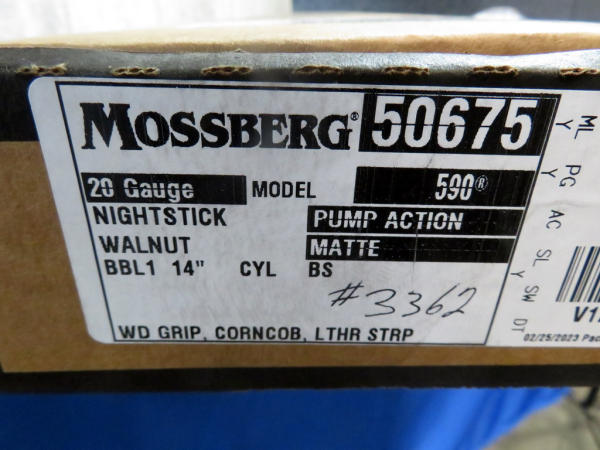 MOSSBERG® 50675
20 Gauge MODEL 590®
NIGHTSTICK PUMP ACTION
WALNUT MATTE
BBL1 14" CYL BS
#3362
WD GRIP, CORNCOB, LTHR STRP
ML PG AC SL SW DT
Y Y Y
02/25/2023 Pac